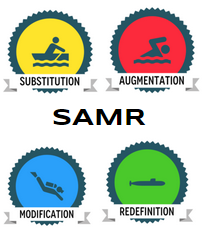 SUBSTITUTION
AUGMENTATION
SAMR
MODIFICATION
REDEFINITION